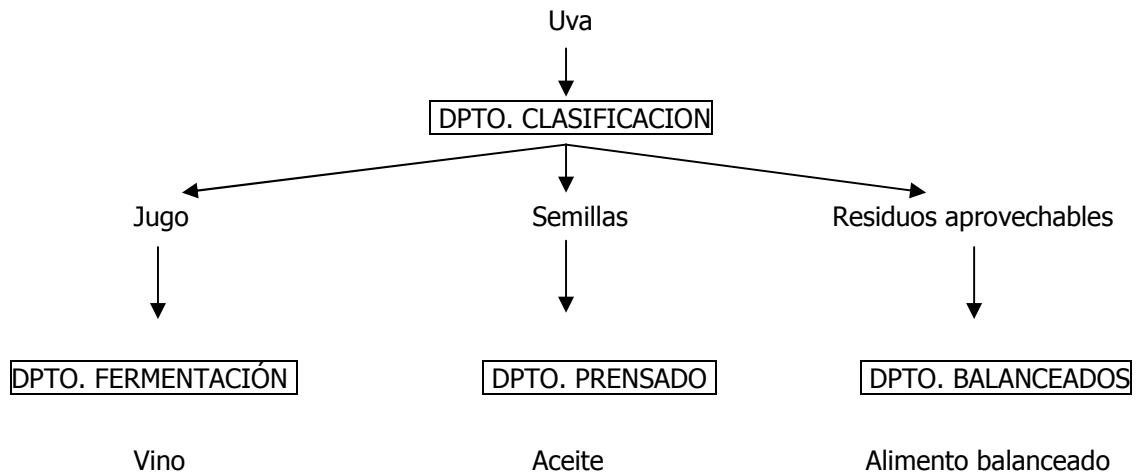 Uva
DPTO. CLASIFICACION
Jugo Semillas Residuos aprovechables
DPTO. FERMENTACIÓN DPTO. PRENSADO DPTO. BALANCEADOS
Vino Aceite Alimento balanceado